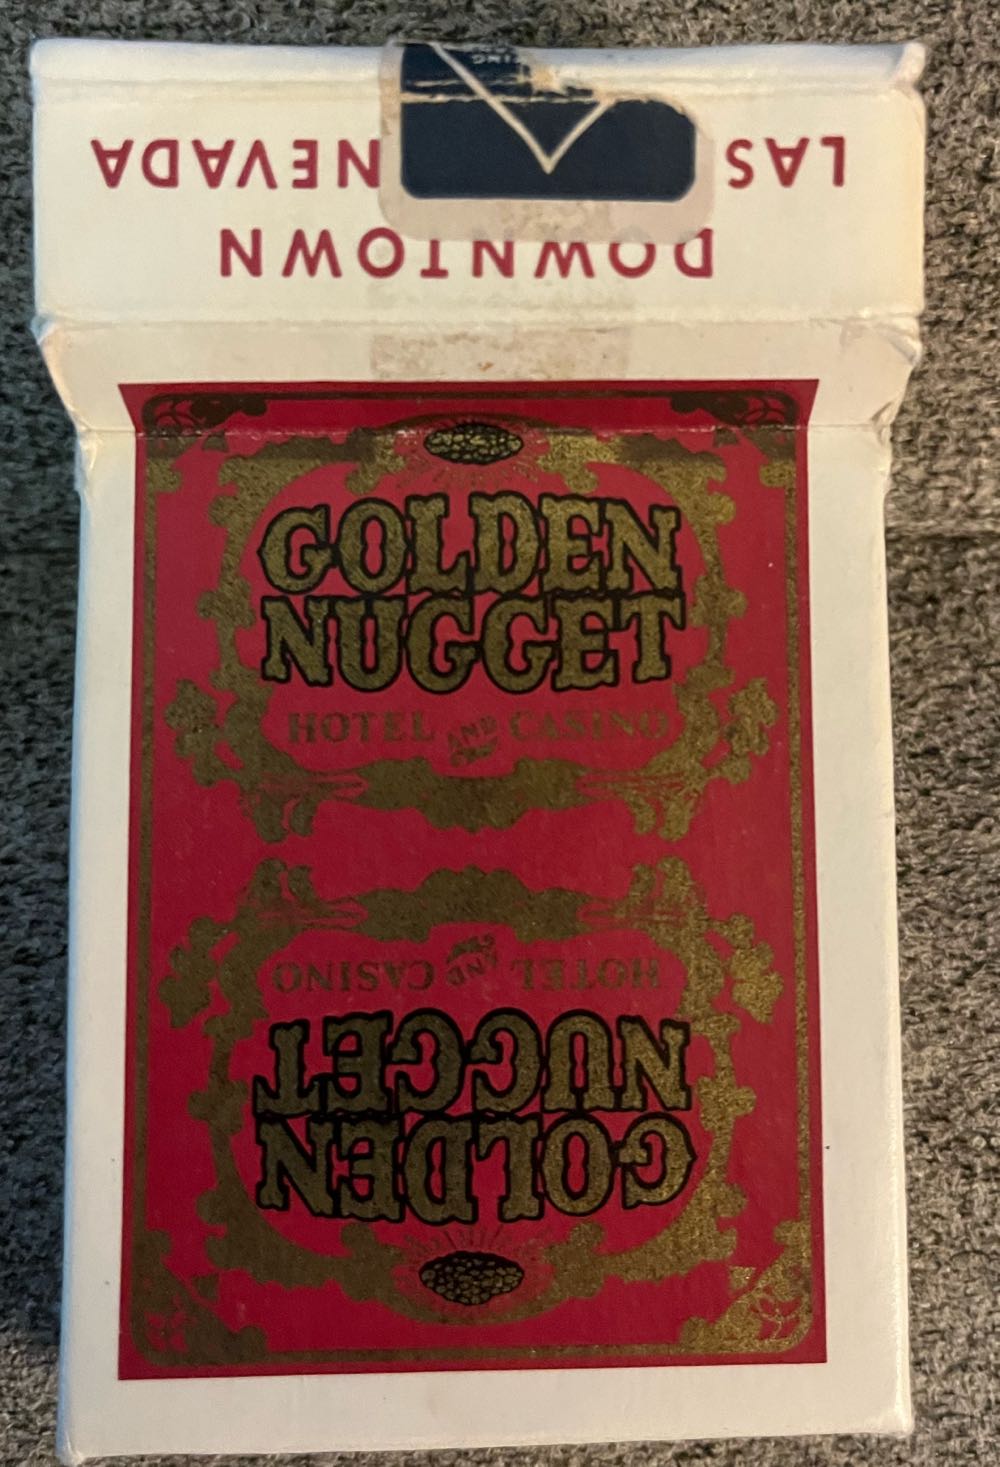 DOWNTOWN
LAS NEVADA
GOLDEN
NUGGET
HOTEL AND CASINO
GOLDEN
NUGGET
HOTEL AND CASINO